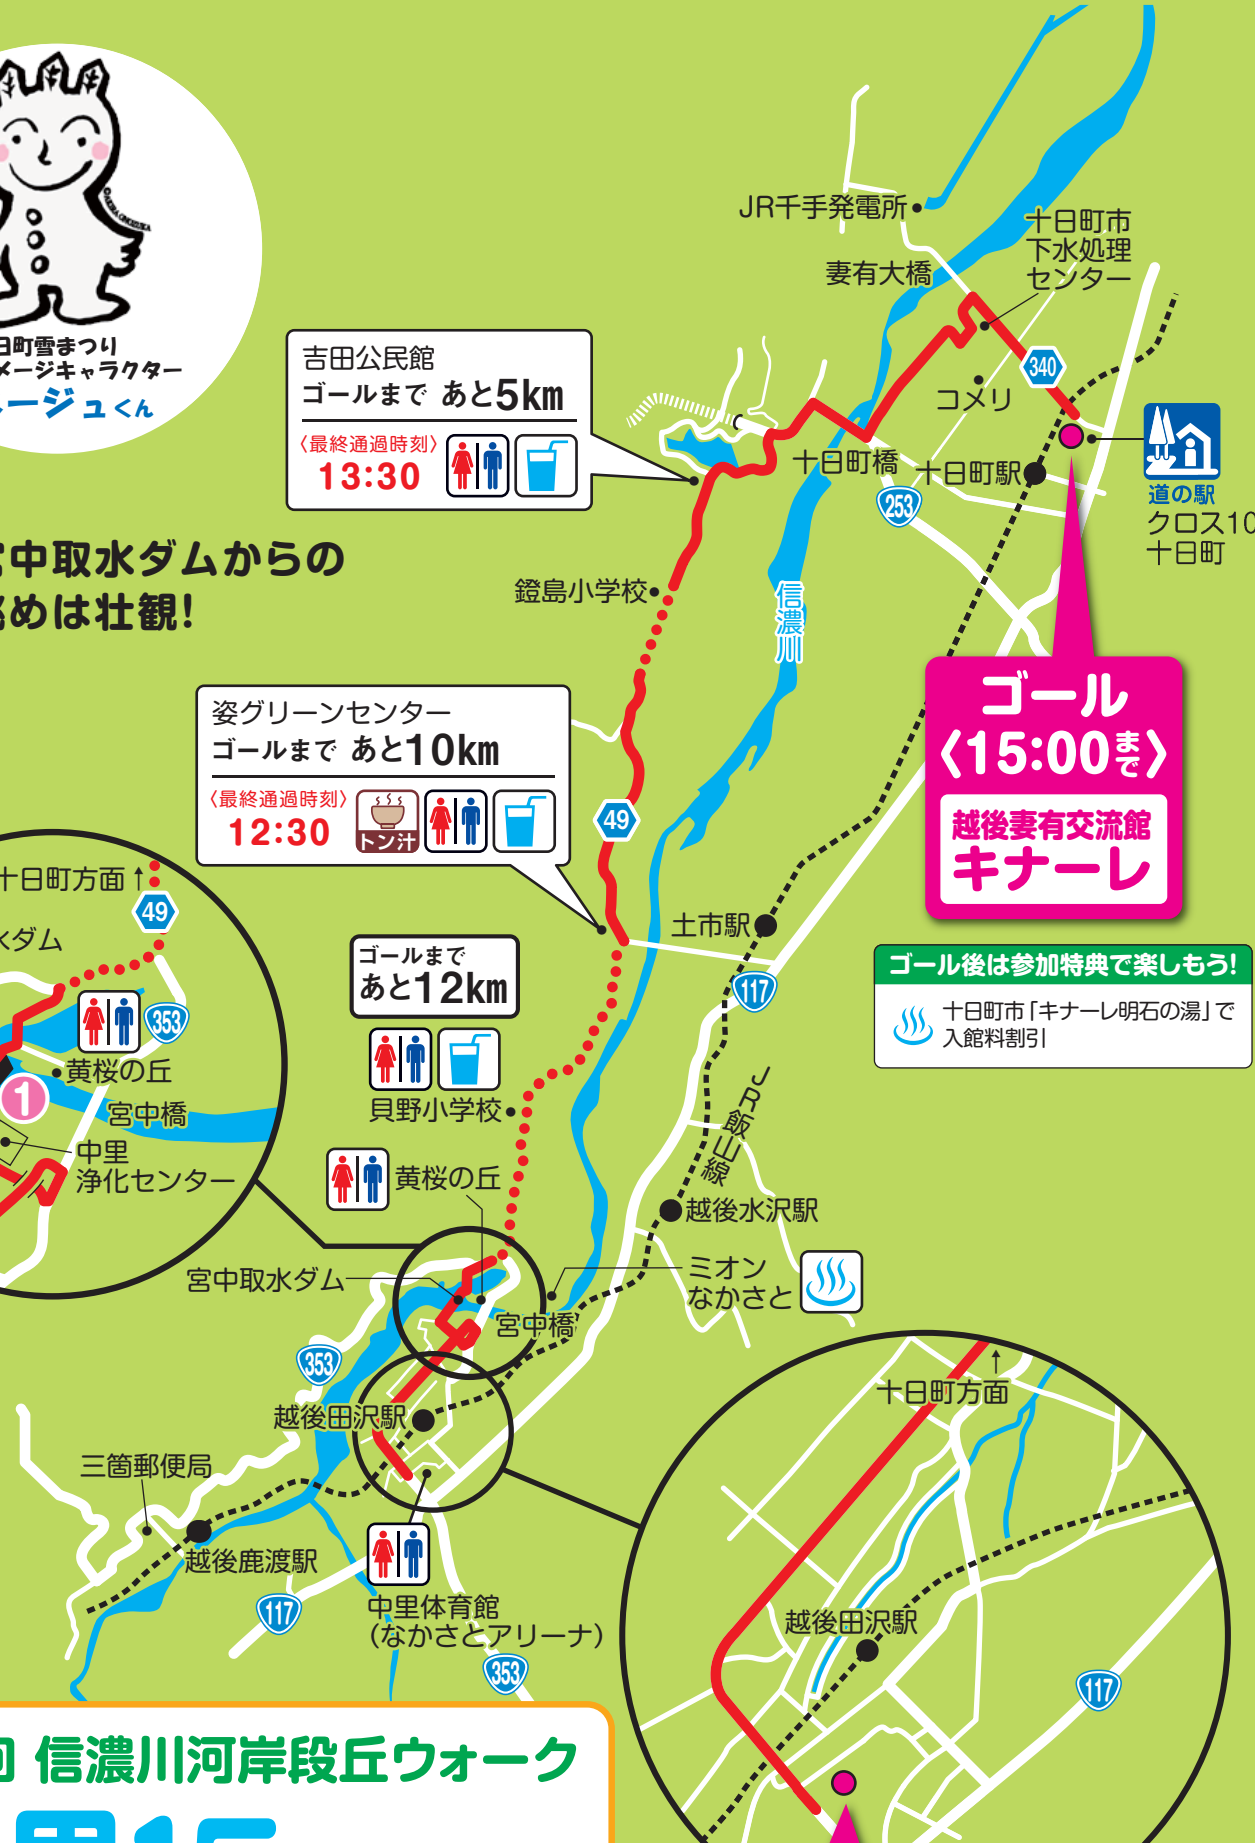 JR千手発電所
十日町市
下水処理
センター
妻有大橋
340
コメリ
十日町橋
十日町駅
253
道の駅
クロス10
十日町
日町雪まつり
メージキャラクター
ージュくん
吉田公民館
ゴールまで あと5km
〈最終通過時刻〉
13:30
中取水ダムからの
めは壮観!
鐙島小学校
信濃川
ゴール
〈15:00まで〉
越後妻有交流館
キナーレ
姿グリーンセンター
ゴールまで あと10km
〈最終通過時刻〉
12:30
トン汁
49
土市駅
117
ゴール後は参加特典で楽しもう!
十日町市「キナーレ明石の湯」で
入館料割引
十日町方面↑
49
ダム
353
黄桜の丘
1
宮中橋
中里
浄化センター
ゴールまで
あと12km
貝野小学校
黄桜の丘
JR飯山線
越後水沢駅
宮中取水ダム
ミオン
なかさと
宮中橋
353
越後田沢駅
三箇郵便局
越後鹿渡駅
117
中里体育館
(なかさとアリーナ)
353
↑
十日町方面
越後田沢駅
117
回 信濃川河岸段丘ウォーク